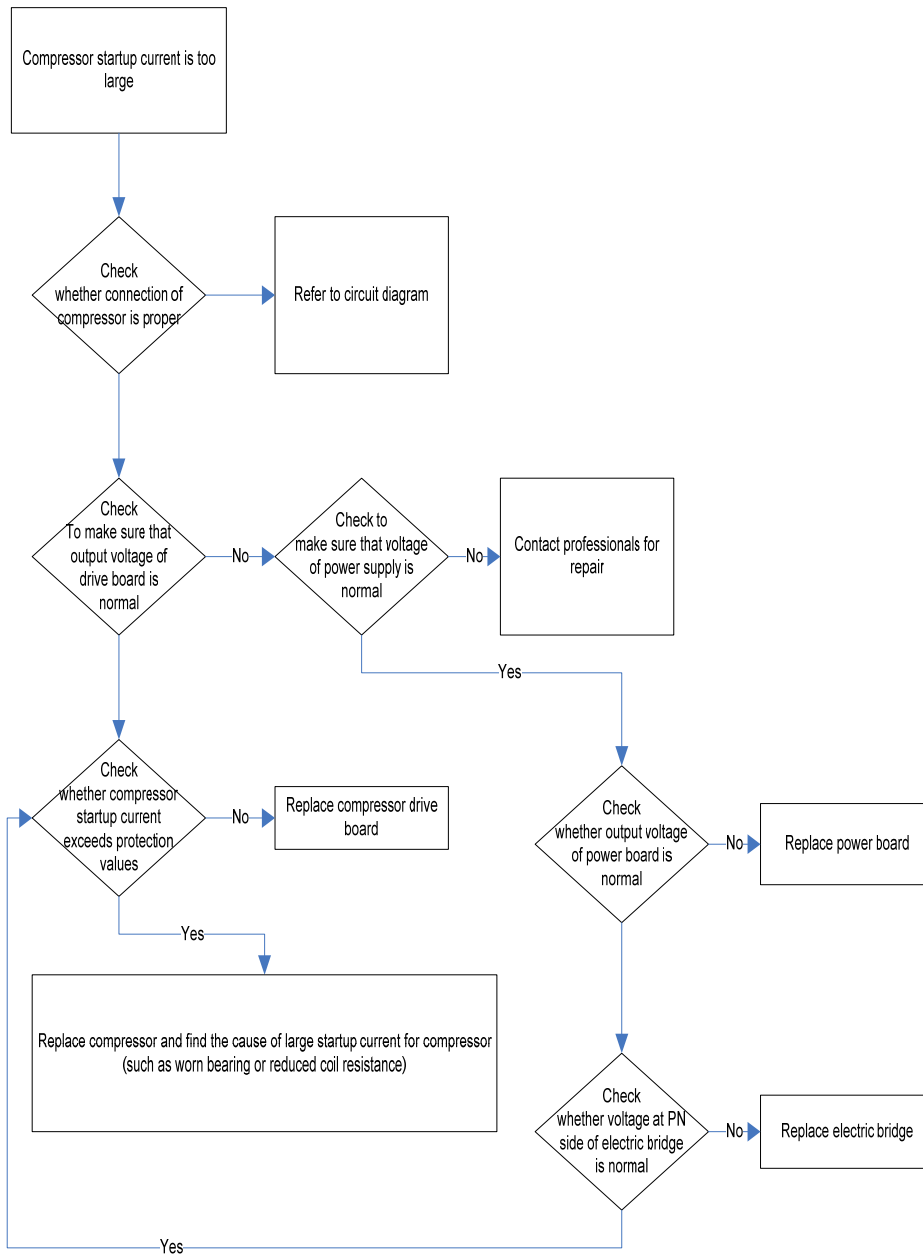 Compressor startup current is too
large
Check
whether connection of
compressor is proper
Refer to circuit diagram
Check
To make sure that
output voltage of
drive board is
normal
No
Check to
make sure that voltage
of power supply is
normal
No
Contact professionals for
repair
Yes
Check
whether compressor
startup current
exceeds protection
values
No
Replace compressor drive
board
Check
whether output voltage
of power board is
normal
No
Replace power board
Yes
Replace compressor and find the cause of large startup current for compressor
(such as worn bearing or reduced coil resistance)
Check
whether voltage at PN
side of electric bridge
is normal
No
Replace electric bridge
Yes